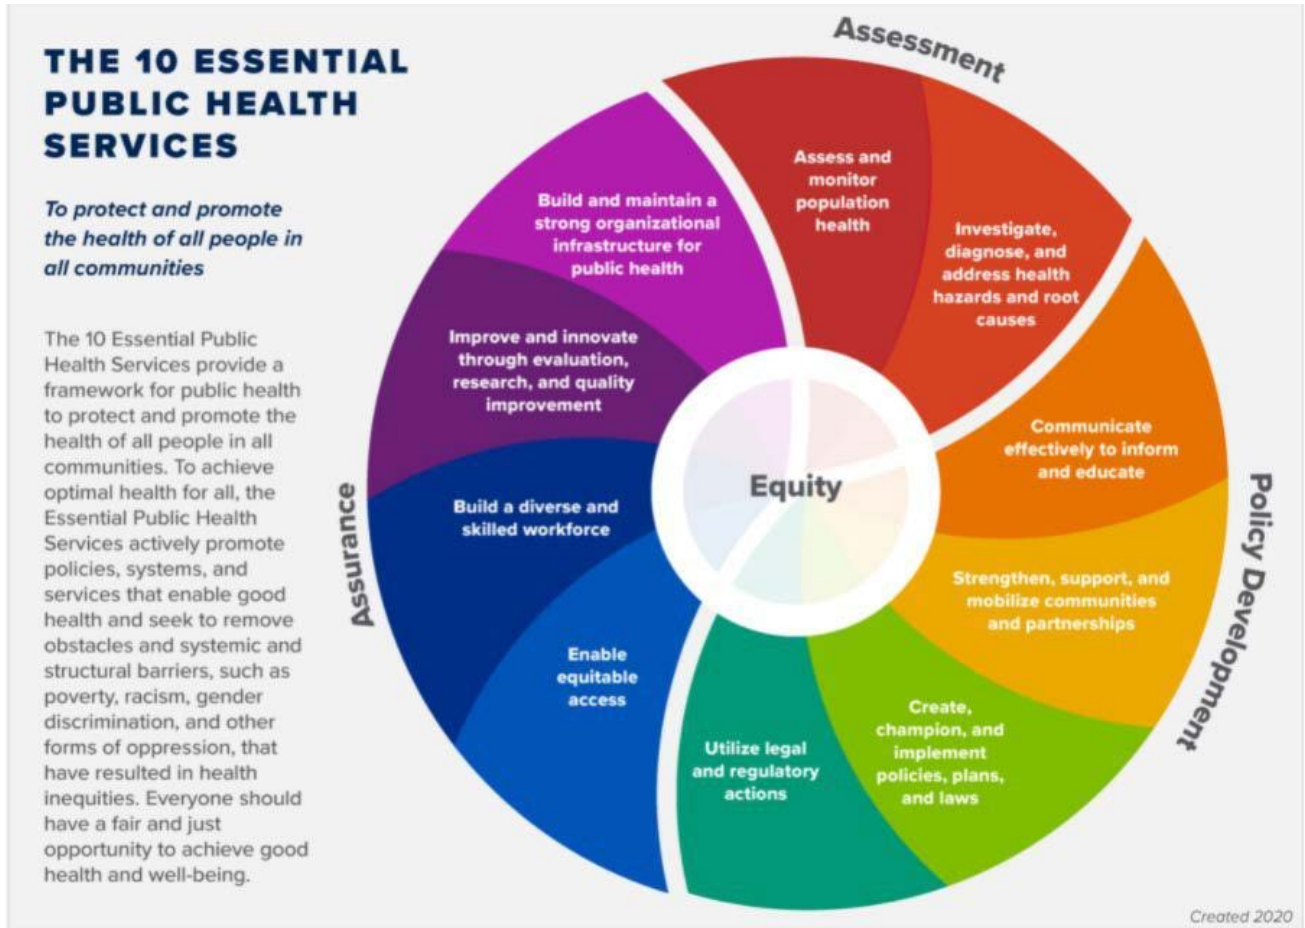 THE 10 ESSENTIAL
PUBLIC HEALTH
SERVICES
To protect and promote
the health of all people in
all communities
The 10 Essential Public
Health Services provide a
framework for public health
to protect and promote the
health of all people in all
communities. To achieve
optimal health for all, the
Essential Public Health
Services actively promote
policies, systems, and
services that enable good
health and seek to remove
obstacles and systemic and
structural barriers, such as
poverty, racism, gender
discrimination, and other
forms of oppression, that
have resulted in health
inequities. Everyone should
have a fair and just
opportunity to achieve good
health and well-being.
Assessment
Assess and
monitor
population
health
Investigate,
diagnose, and
address health
hazards and root
causes
Policy Development
Communicate
effectively to inform
and educate
Strengthen, support, and
mobilize communities
and partnerships
Create,
champion, and
implement
policies, plans,
and laws
Utilize legal
and regulatory
actions
Assurance
Enable
equitable
access
Build a diverse and
skilled workforce
Improve and innovate
through evaluation,
research, and quality
improvement
Build and maintain a
strong organizational
infrastructure for
public health
Equity
Created 2020